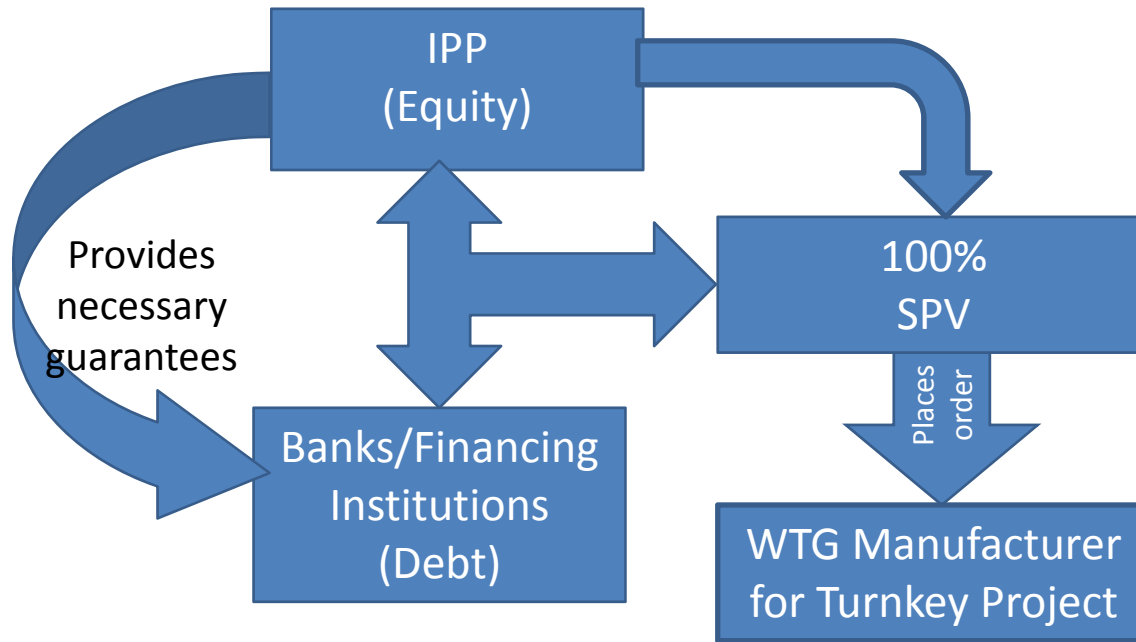 IPP
(Equity)
Provides
necessary
guarantees
100%
SPV
Places
order
Banks/Financing
Institutions
(Debt)
WTG Manufacturer
for Turnkey Project